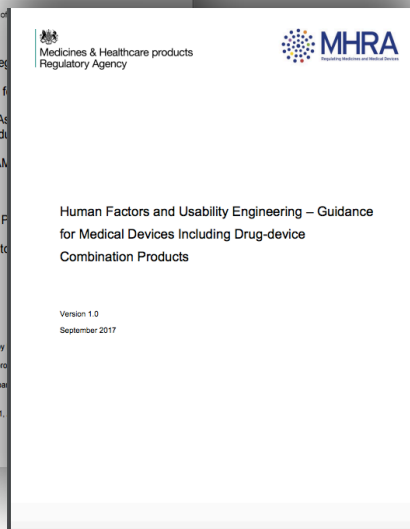 Medicines & Healthcare products
Regulatory Agency
MHRA
Regulating Medicines and Medical Devices
Human Factors and Usability Engineering – Guidance
for Medical Devices Including Drug-device
Combination Products
Version 1.0
September 2017